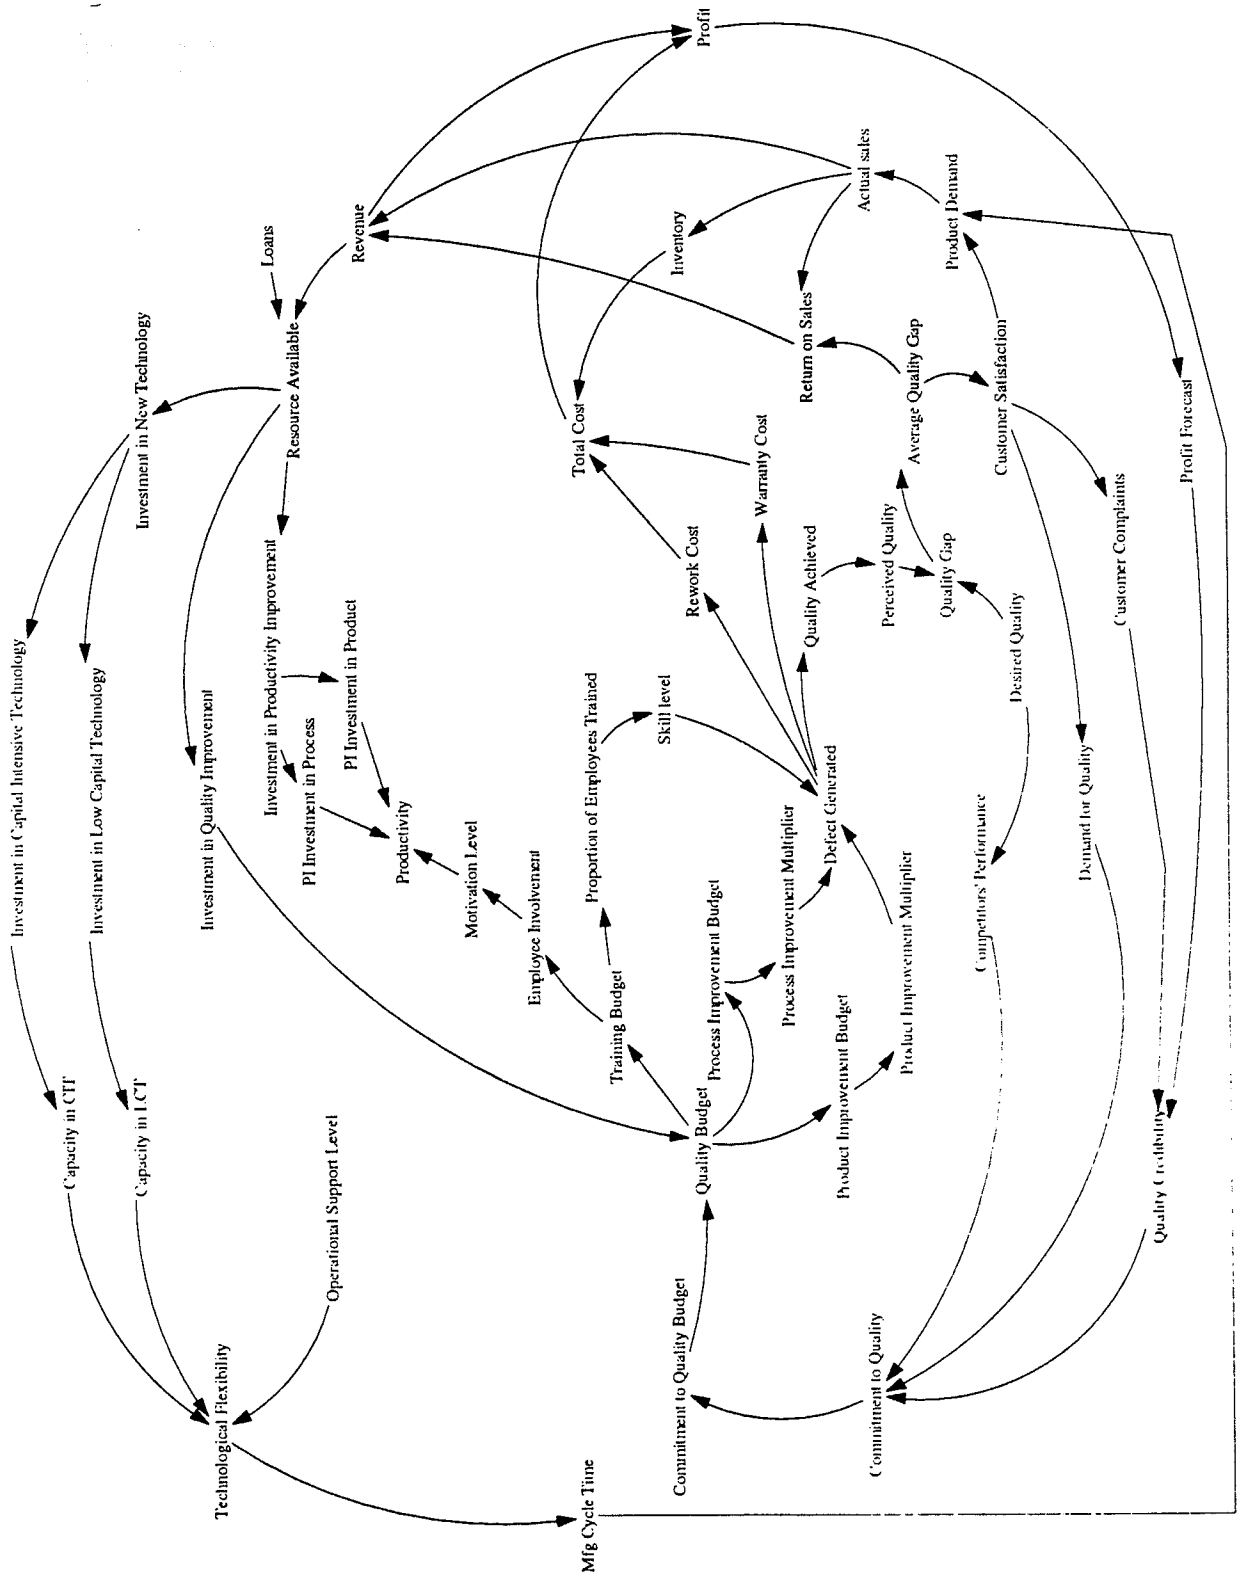 Investment in Capital Intensive Technology
Investment in New Technology
Capacity in CIT
Investment in Low Capital Technology
Capacity in LCT
Investment in Quality Improvement
Technological Flexibility
Loans
Resource Available
Investment in Productivity Improvement
PI Investment in Process
Operational Support Level
Revenue
PI Investment in Product
Productivity
Motivation Level
Employee Involvement
Total Cost
Proportion of Employees Trained
Training Budget
Mfg Cycle Time
Inventory
Skill level
Commitment to Quality Budget
Profit
Rework Cost
Quality Budget
Process Improvement Budget
Warranty Cost
Process Improvement Multiplier
Return on Sales
Quality Achieved
Defect Generated
Product Improvement Budget
Actual sales
Perceived Quality
Commitment to Quality
Average Quality Gap
Product Improvement Multiplier
Product Demand
Quality Gap
Customer Satisfaction
Desired Quality
Competitors' Performance
Demand for Quality
Customer Complaints
Quality Credibility
Profit Forecast